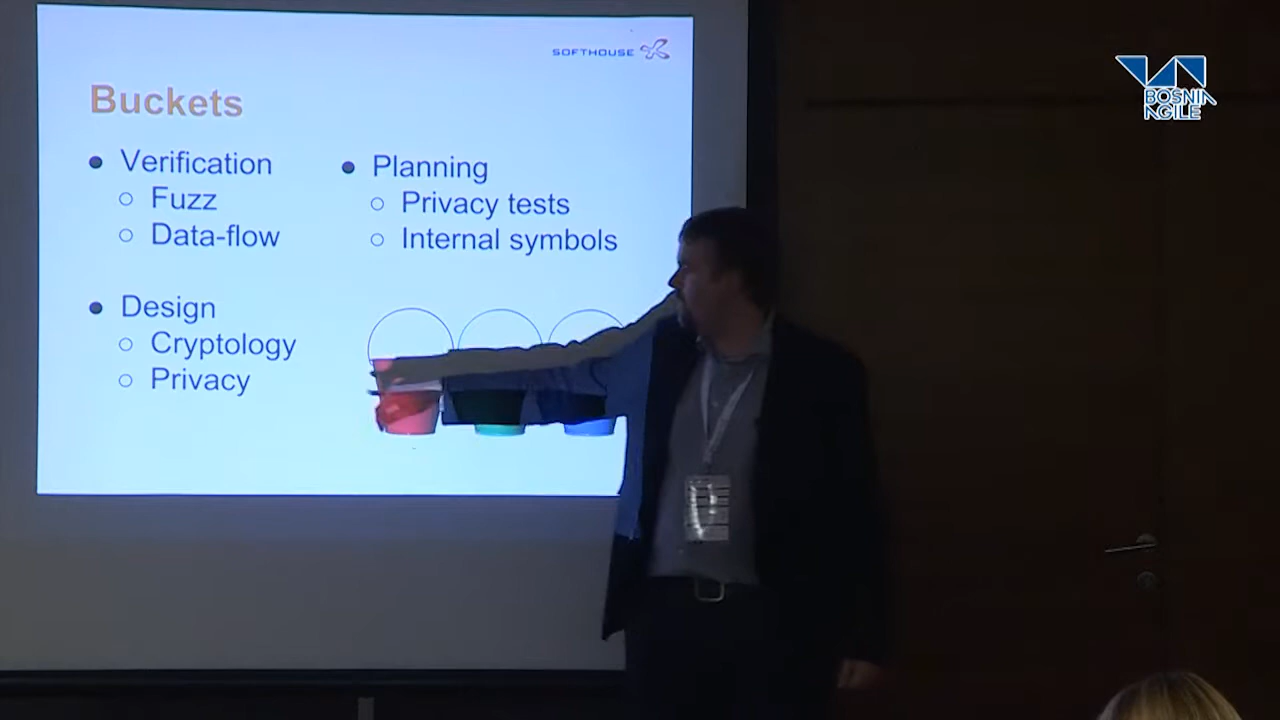 SOFTHOUSE
Buckets
Verification
Fuzz
Data-flow
Design
Cryptology
Privacy
Planning
Privacy tests
Internal symbols
BOSNIA
AGILE